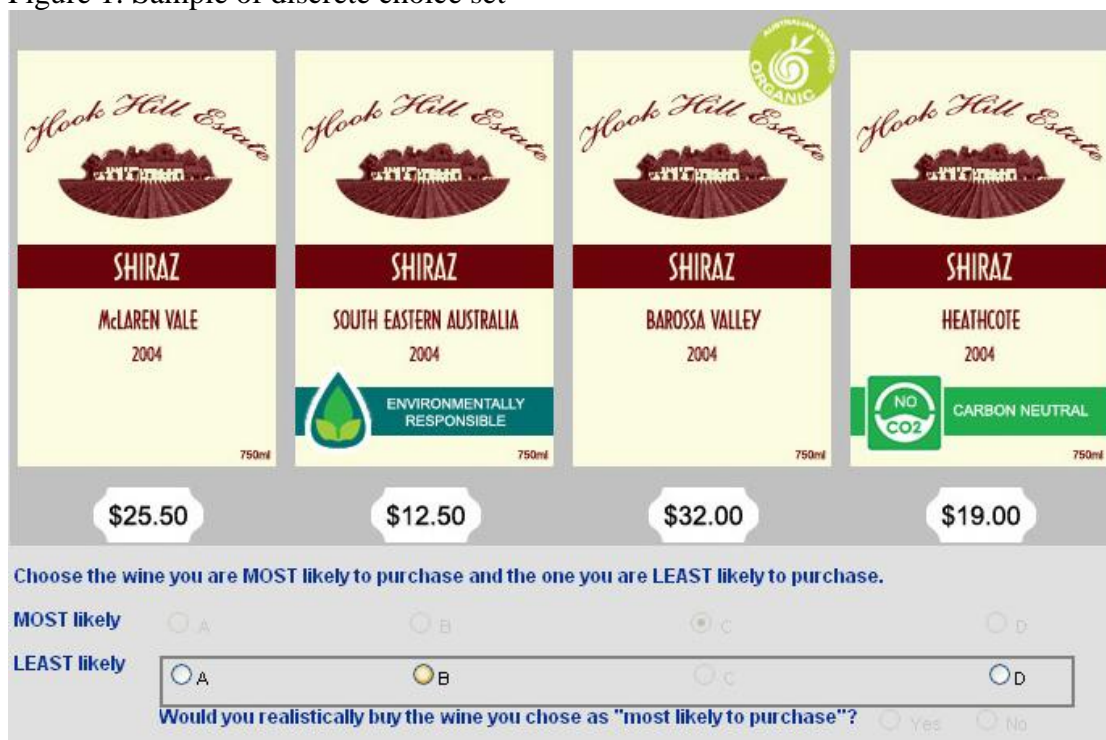 Figure 1: Sample of discrete choice set
AUSTRALIAN CERTIFIED
ORGANIC
Hook Hill Estate Hook Hill Estate Hook Hill Estate Hook Hill Estate
SHIRAZ SHIRAZ SHIRAZ SHIRAZ
McLAREN VALE SOUTH EASTERN AUSTRALIA BAROSSA VALLEY HEATHCOTE
2004 2004 2004 2004
ENVIRONMENTALLY RESPONSIBLE
NO CO2 CARBON NEUTRAL
750ml 750ml 750ml 750ml
$25.50 $12.50 $32.00 $19.00
Choose the wine you are MOST likely to purchase and the one you are LEAST likely to purchase.
MOST likely A B C D
LEAST likely A B C D
Would you realistically buy the wine you chose as "most likely to purchase"? Yes No